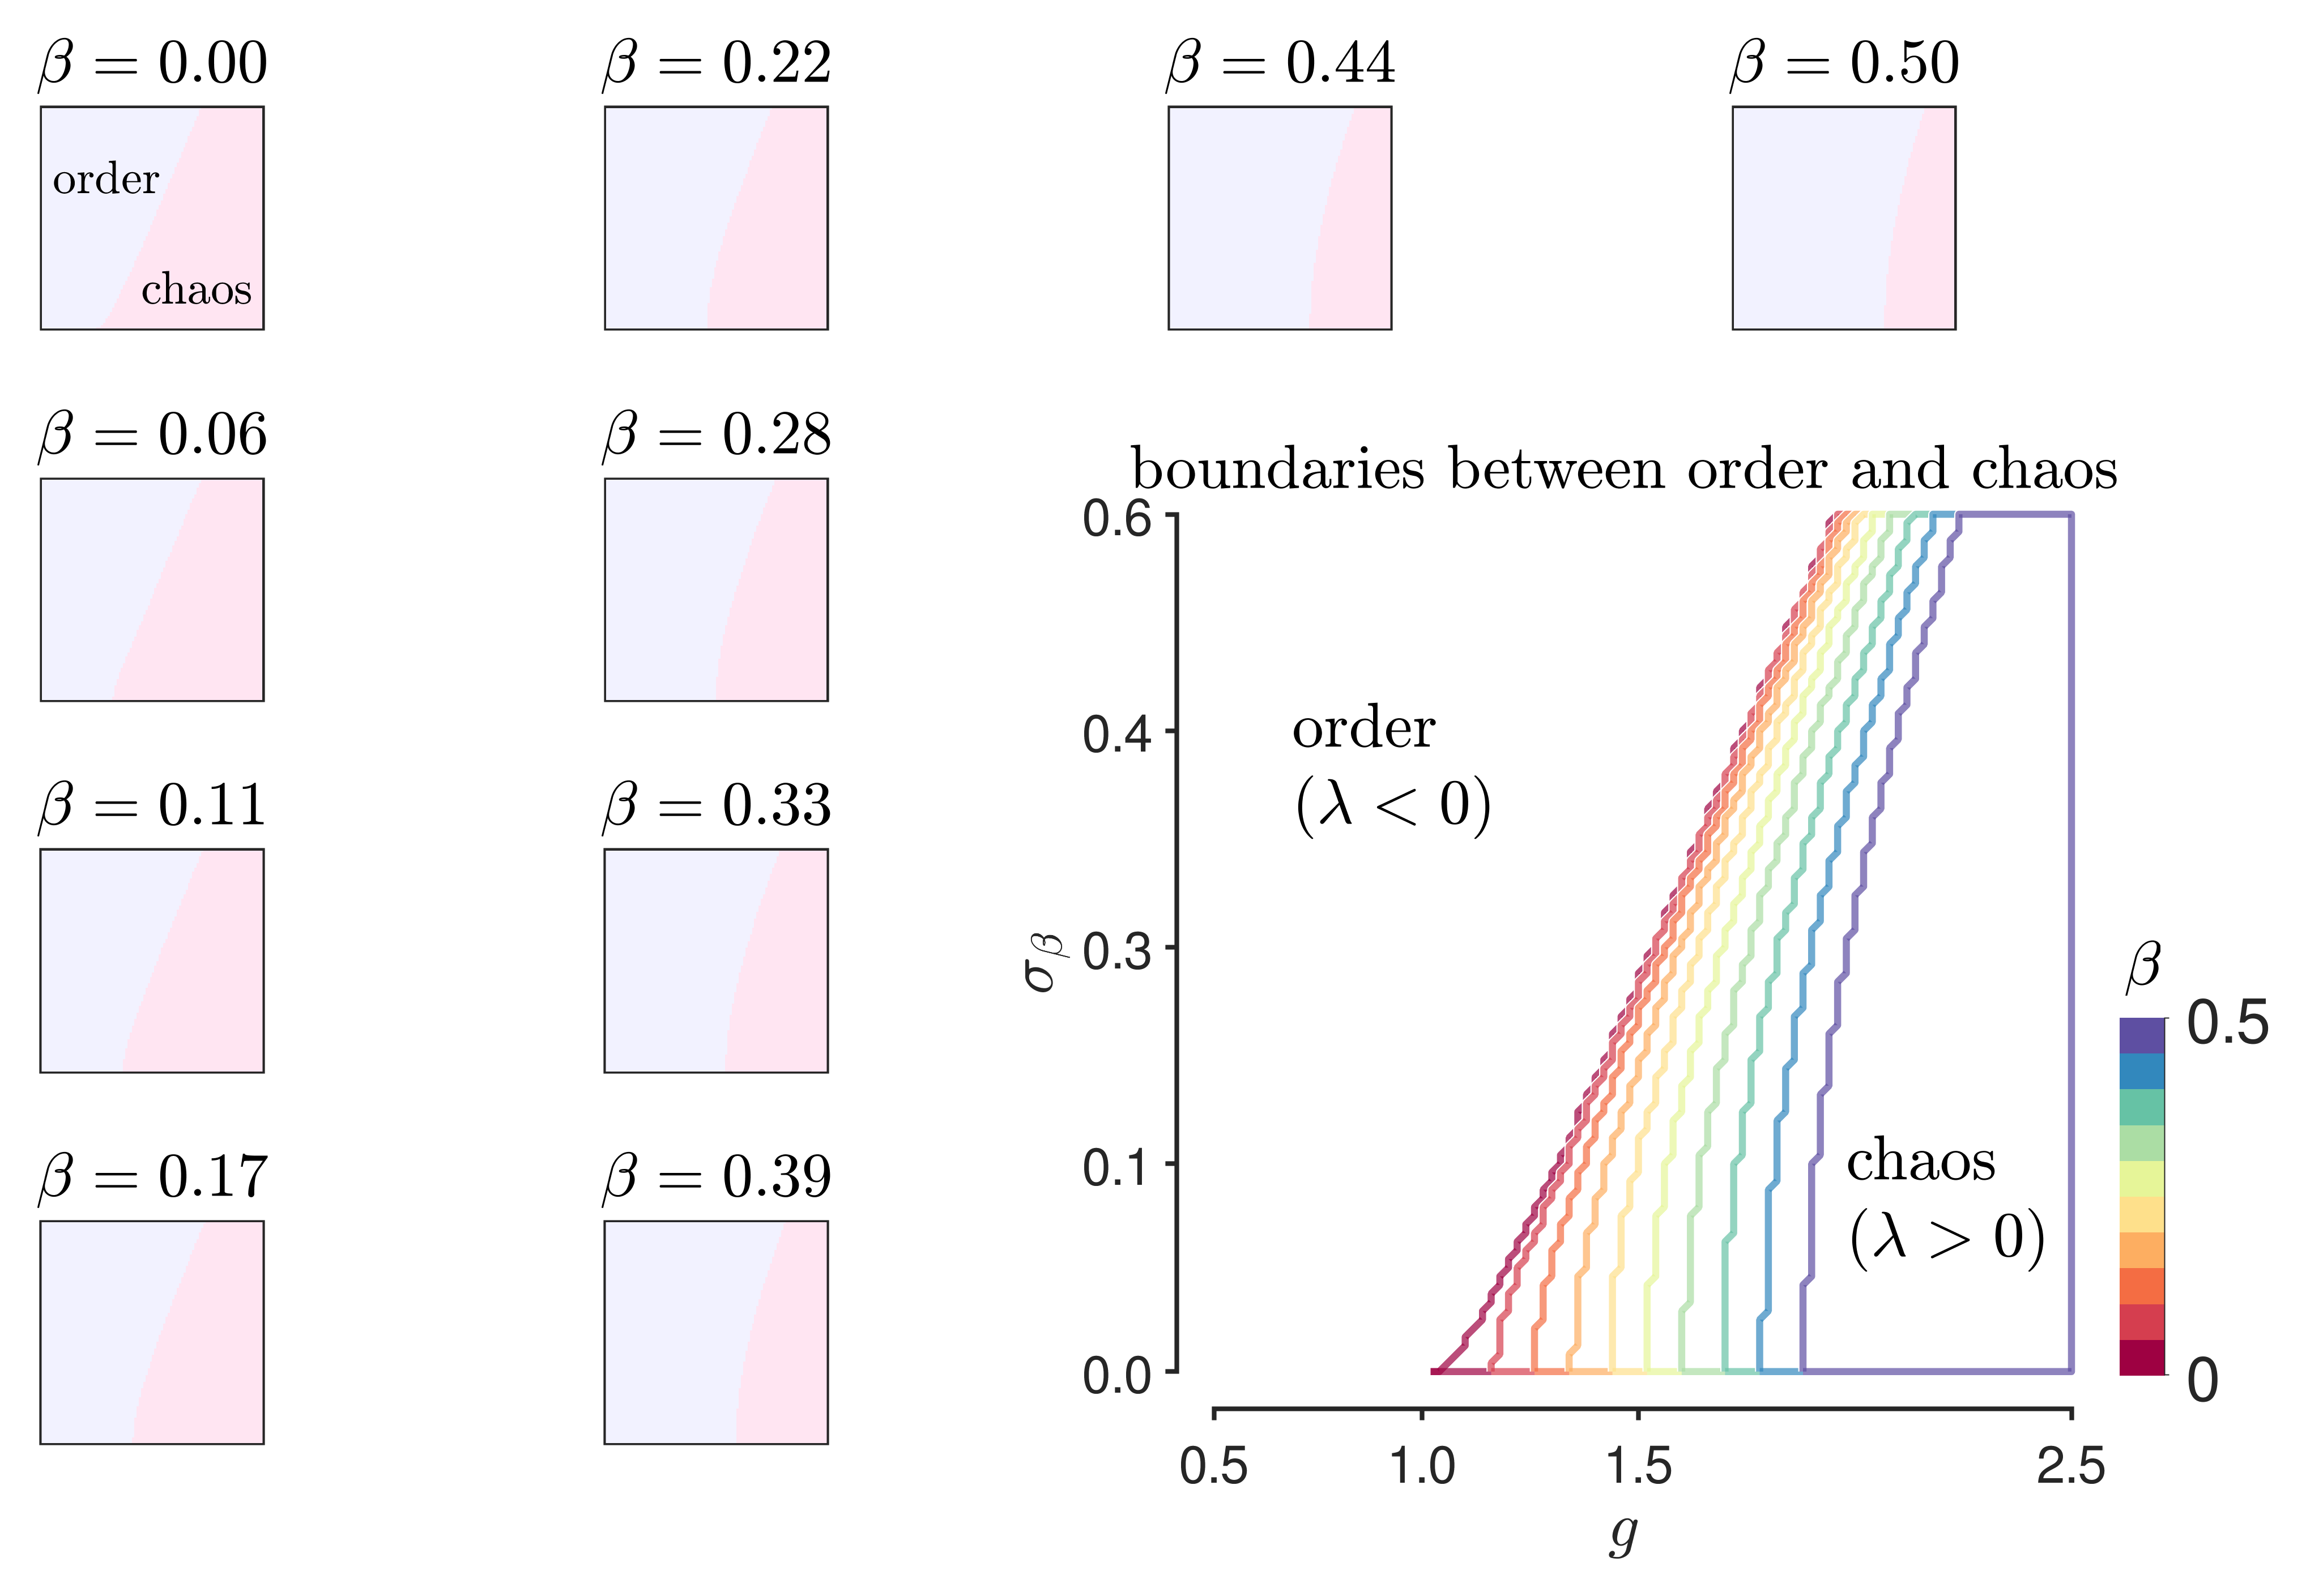 β = 0.00
β = 0.22
β = 0.44
β = 0.50
order
chaos
β = 0.06
β = 0.28
β = 0.11
β = 0.33
β = 0.17
β = 0.39
boundaries between order and chaos
0.6
0.4
0.3
0.1
0.0
σβ
order
(λ < 0)
chaos
(λ > 0)
0.5
1.0
1.5
2.5
g
β
0.5
0